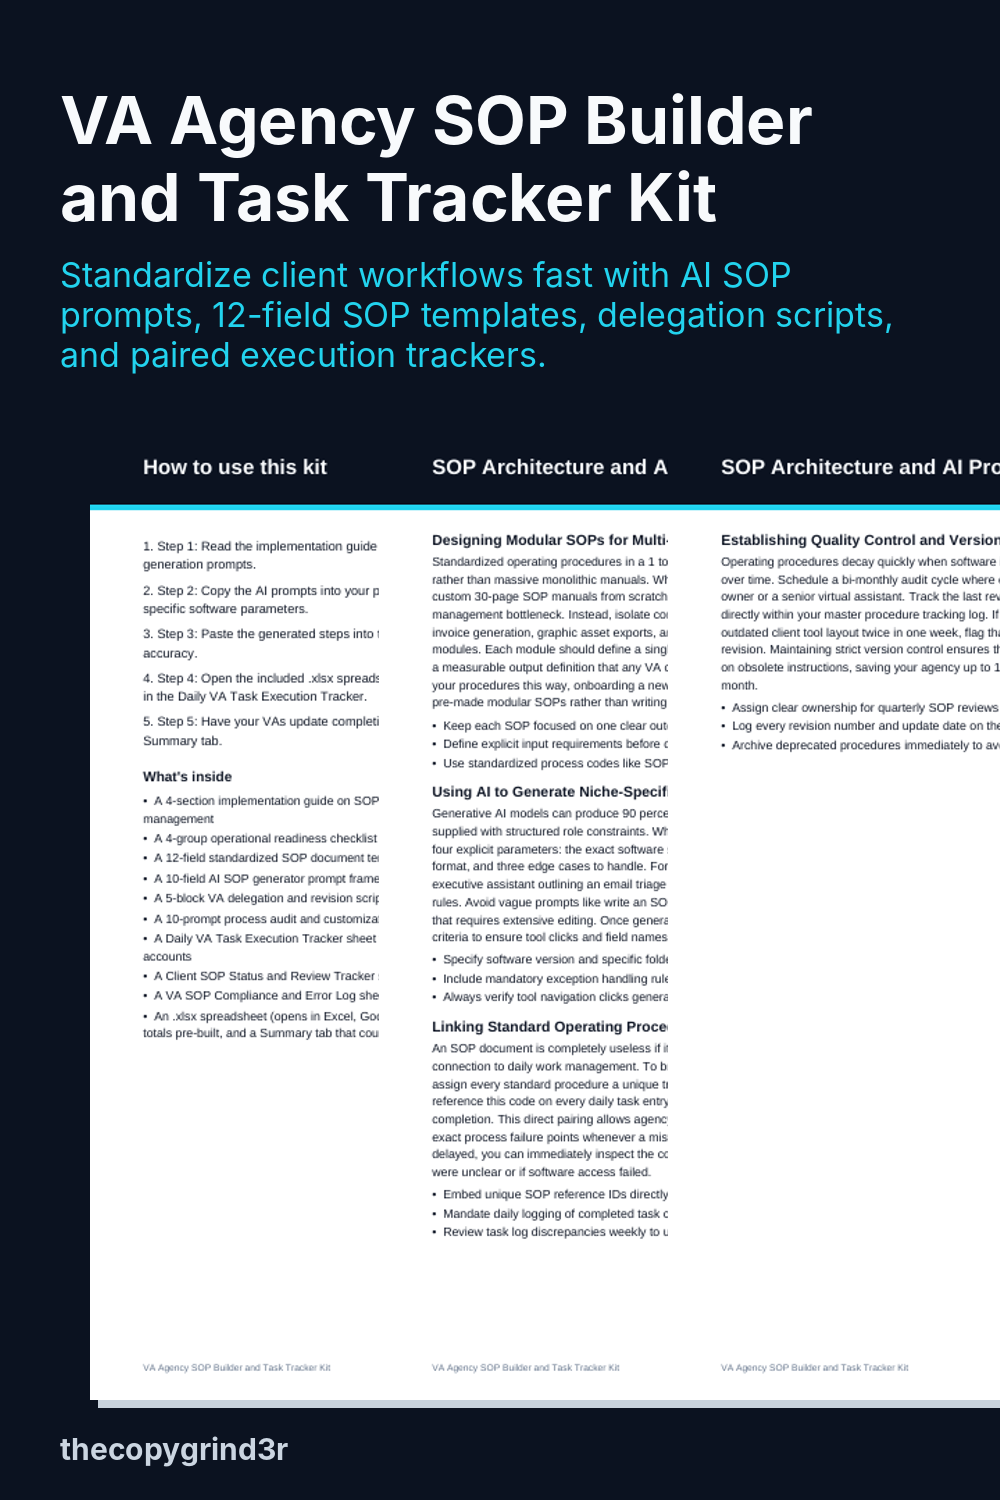 VA Agency SOP Builder
and Task Tracker Kit
Standardize client workflows fast with AI SOP
prompts, 12-field SOP templates, delegation scripts,
and paired execution trackers.
How to use this kit
1. Step 1: Read the implementation guide
generation prompts.
2. Step 2: Copy the AI prompts into your
specific software parameters.
3. Step 3: Paste the generated steps into
accuracy.
4. Step 4: Open the included .xlsx spreads
in the Daily VA Task Execution Tracker.
5. Step 5: Have your VAs update completi
Summary tab.
What's inside
• A 4-section implementation guide on SOP
management
• A 4-group operational readiness checklist
• A 12-field standardized SOP document te
• A 10-field AI SOP generator prompt frame
• A 5-block VA delegation and revision scrip
• A 10-prompt process audit and customiza
• A Daily VA Task Execution Tracker sheet
accounts
• A Client SOP Status and Review Tracker
• A VA SOP Compliance and Error Log she
• An .xlsx spreadsheet (opens in Excel, Goo
totals pre-built, and a Summary tab that cou
VA Agency SOP Builder and Task Tracker Kit
SOP Architecture and A
Designing Modular SOPs for Multi-
Standardized operating procedures in a 1 to
rather than massive monolithic manuals. Wh
custom 30-page SOP manuals from scratch
management bottleneck. Instead, isolate co
invoice generation, graphic asset exports, a
modules. Each module should define a sing
a measurable output definition that any VA
your procedures this way, onboarding a new
pre-made modular SOPs rather than writing
• Keep each SOP focused on one clear out
• Define explicit input requirements before
• Use standardized process codes like SOP
Using AI to Generate Niche-Specif
Generative AI models can produce 90 perce
supplied with structured role constraints. Wh
four explicit parameters: the exact software
format, and three edge cases to handle. For
executive assistant outlining an email triage
rules. Avoid vague prompts like write an SO
that requires extensive editing. Once genera
criteria to ensure tool clicks and field names
• Specify software version and specific folde
• Include mandatory exception handling rule
• Always verify tool navigation clicks genera
Linking Standard Operating Proce
An SOP document is completely useless if i
connection to daily work management. To b
assign every standard procedure a unique t
reference this code on every daily task entry
completion. This direct pairing allows agenc
exact process failure points whenever a mis
delayed, you can immediately inspect the co
were unclear or if software access failed.
• Embed unique SOP reference IDs directly
• Mandate daily logging of completed task
• Review task log discrepancies weekly to
VA Agency SOP Builder and Task Tracker Kit
SOP Architecture and AI Pro
Establishing Quality Control and Version
Operating procedures decay quickly when software
over time. Schedule a bi-monthly audit cycle where
owner or a senior virtual assistant. Track the last rev
directly within your master procedure tracking log. If
outdated client tool layout twice in one week, flag tha
revision. Maintaining strict version control ensures th
on obsolete instructions, saving your agency up to 1
month.
• Assign clear ownership for quarterly SOP reviews
• Log every revision number and update date on the
• Archive deprecated procedures immediately to avo
VA Agency SOP Builder and Task Tracker Kit
thecopygrind3r